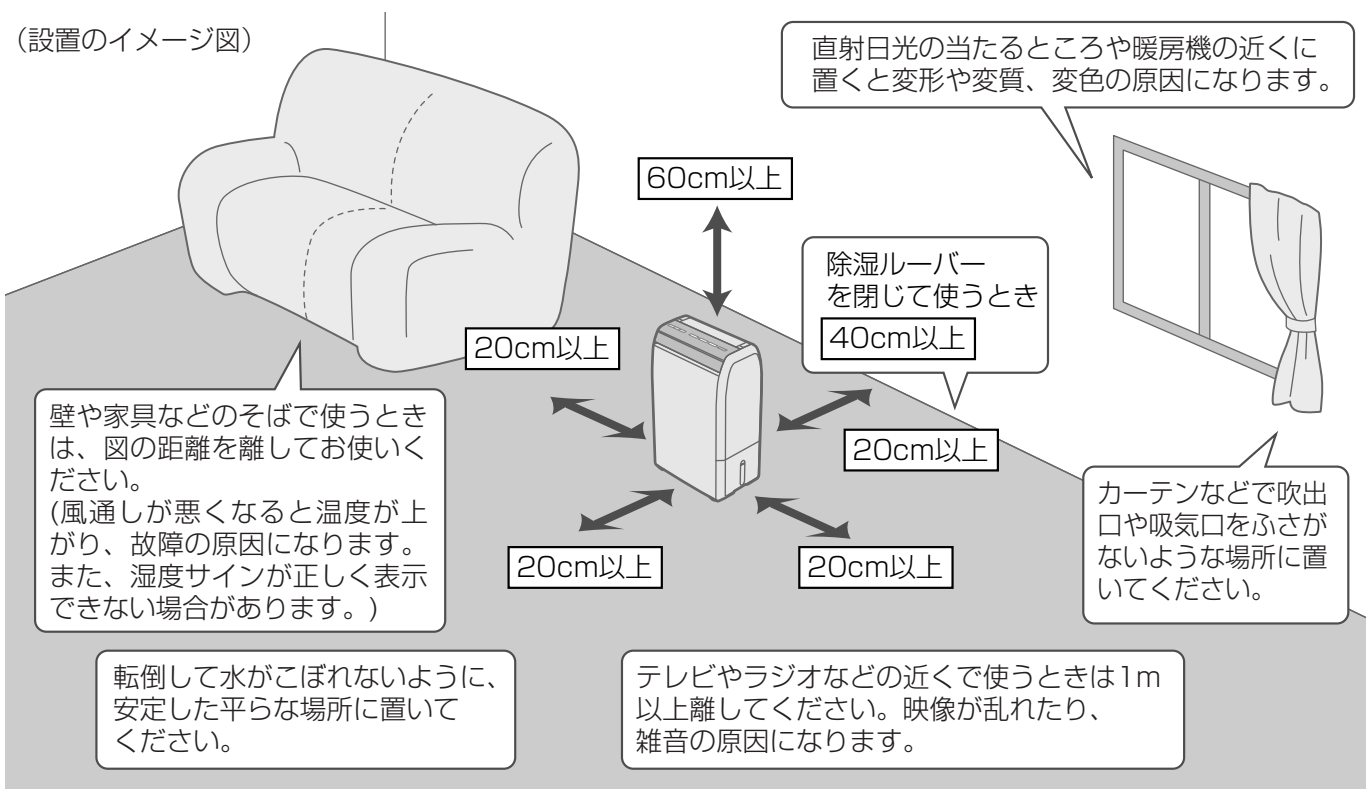 （設置のイメージ図）
直射日光の当たるところや暖房機の近くに
置くと変形や変質、変色の原因になります。
60cm以上
除湿ルーバー
を閉じて使うとき
40cm以上
20cm以上
20cm以上
20cm以上
20cm以上
壁や家具などのそばで使うとき
は、図の距離を離してお使いく
ださい。
(風通しが悪くなると温度が上
がり、故障の原因になります。
また、湿度サインが正しく表示
できない場合があります。)
カーテンなどで吹出
口や吸気口をふさが
ないような場所に置
いてください。
転倒して水がこぼれないように、
安定した平らな場所に置いて
ください。
テレビやラジオなどの近くで使うときは1m
以上離してください。映像が乱れたり、
雑音の原因になります。